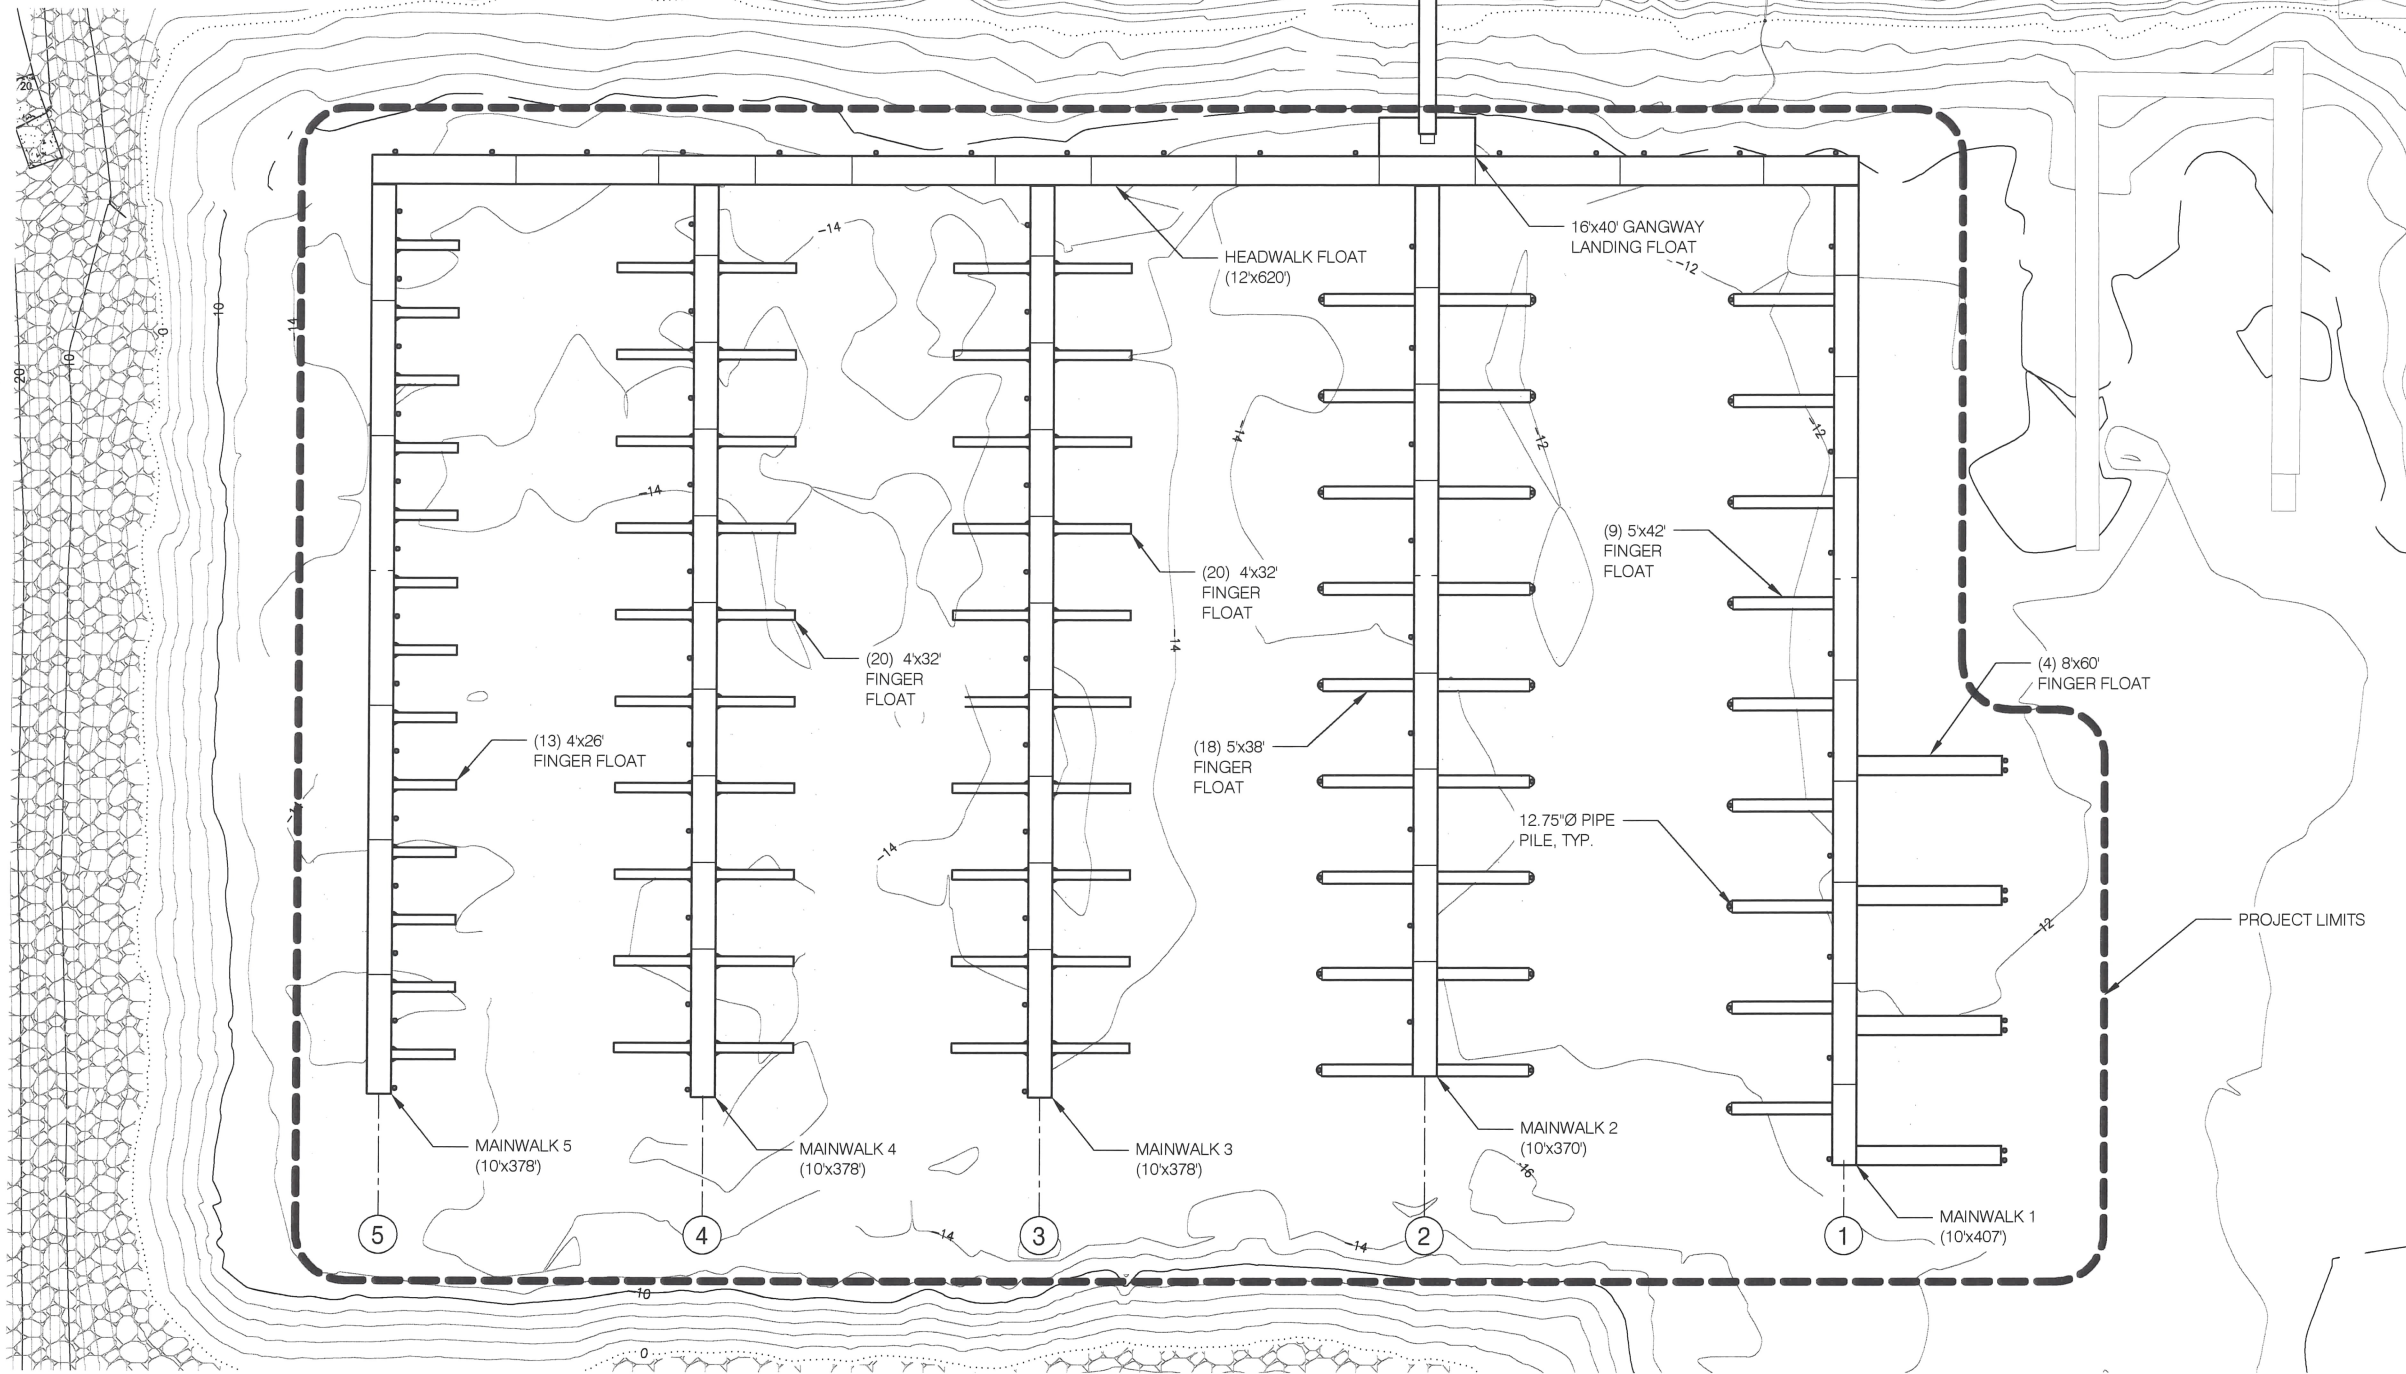 20
-14
16'x40' GANGWAY
LANDING FLOAT
HEADWALK FLOAT
(12'x620')
-12
-10
0
-14
10
20
-14
-12
-12
-14
(9) 5'x42'
FINGER
FLOAT
(20) 4'x32'
FINGER
FLOAT
-14
(20) 4'x32'
FINGER
FLOAT
(4) 8'x60'
FINGER FLOAT
(13) 4'x26'
FINGER FLOAT
(18) 5'x38'
FINGER
FLOAT
12.75"Ø PIPE
PILE, TYP.
-14
PROJECT LIMITS
-12
MAINWALK 5
(10'x378')
MAINWALK 4
(10'x378')
MAINWALK 3
(10'x378')
MAINWALK 2
(10'x370')
-16
MAINWALK 1
(10'x407')
5
4
3
2
1
-14
-14
-10
0